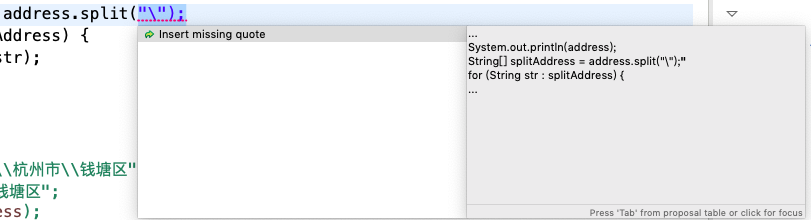 address.split("\");
Address) {
str);
Insert missing quote
...
System.out.println(address);
String[] splitAddress = address.split("\");"
for (String str : splitAddress) {
...
\\杭州市\\钱塘区"
钱塘区";
ess);
Press 'Tab' from proposal table or click for focus